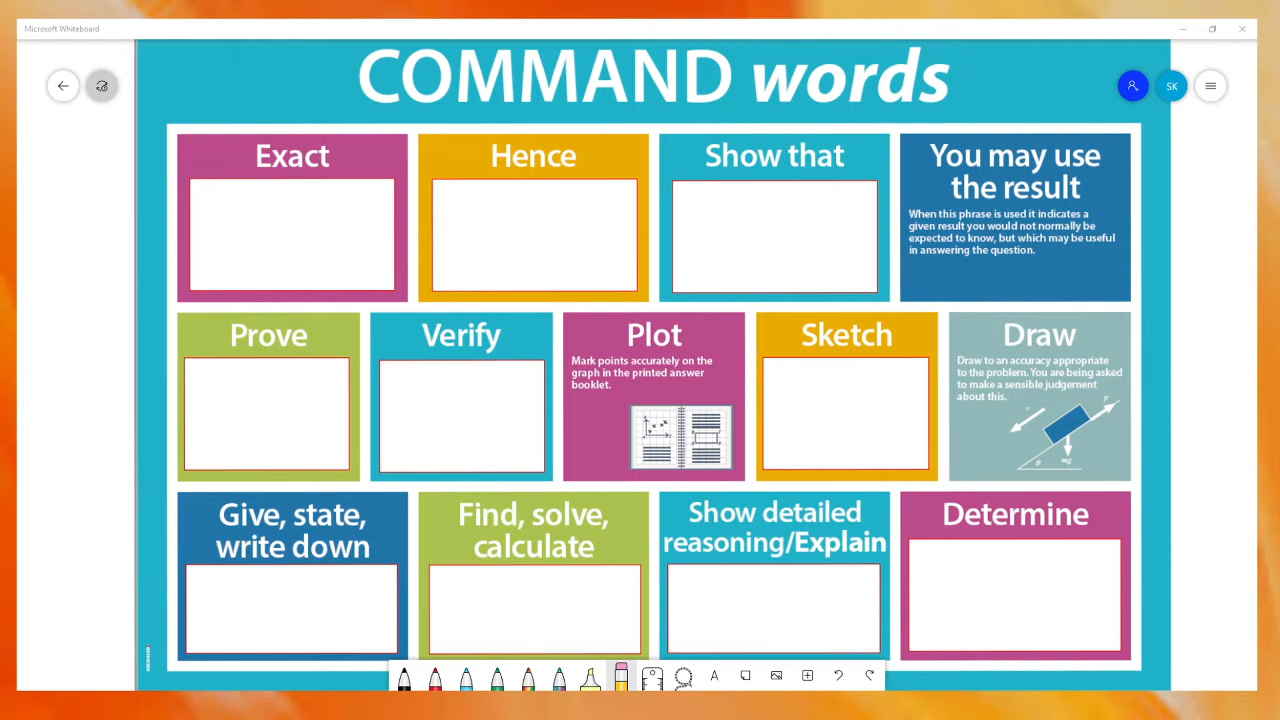 Microsoft Whiteboard
COMMAND words
SK
Exact
Hence
Show that
You may use
the result
When this phrase is used it indicates a
given result you would not normally be
expected to know, but which may be useful
in answering the question.
Prove
Verify
Plot
Mark points accurately on the
graph in the printed answer
booklet.
Sketch
Draw
Draw to an accuracy appropriate
to the problem. You are being asked
to make a sensible judgement
about this.
F
mg
θ
Give, state,
write down
Find, solve,
calculate
Show detailed
reasoning/Explain
Determine
A